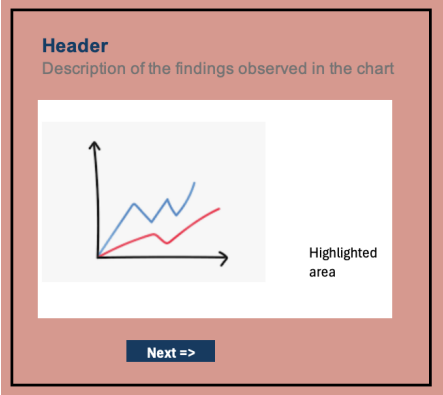 Header
Description of the findings observed in the chart
Highlighted
area
Next =>